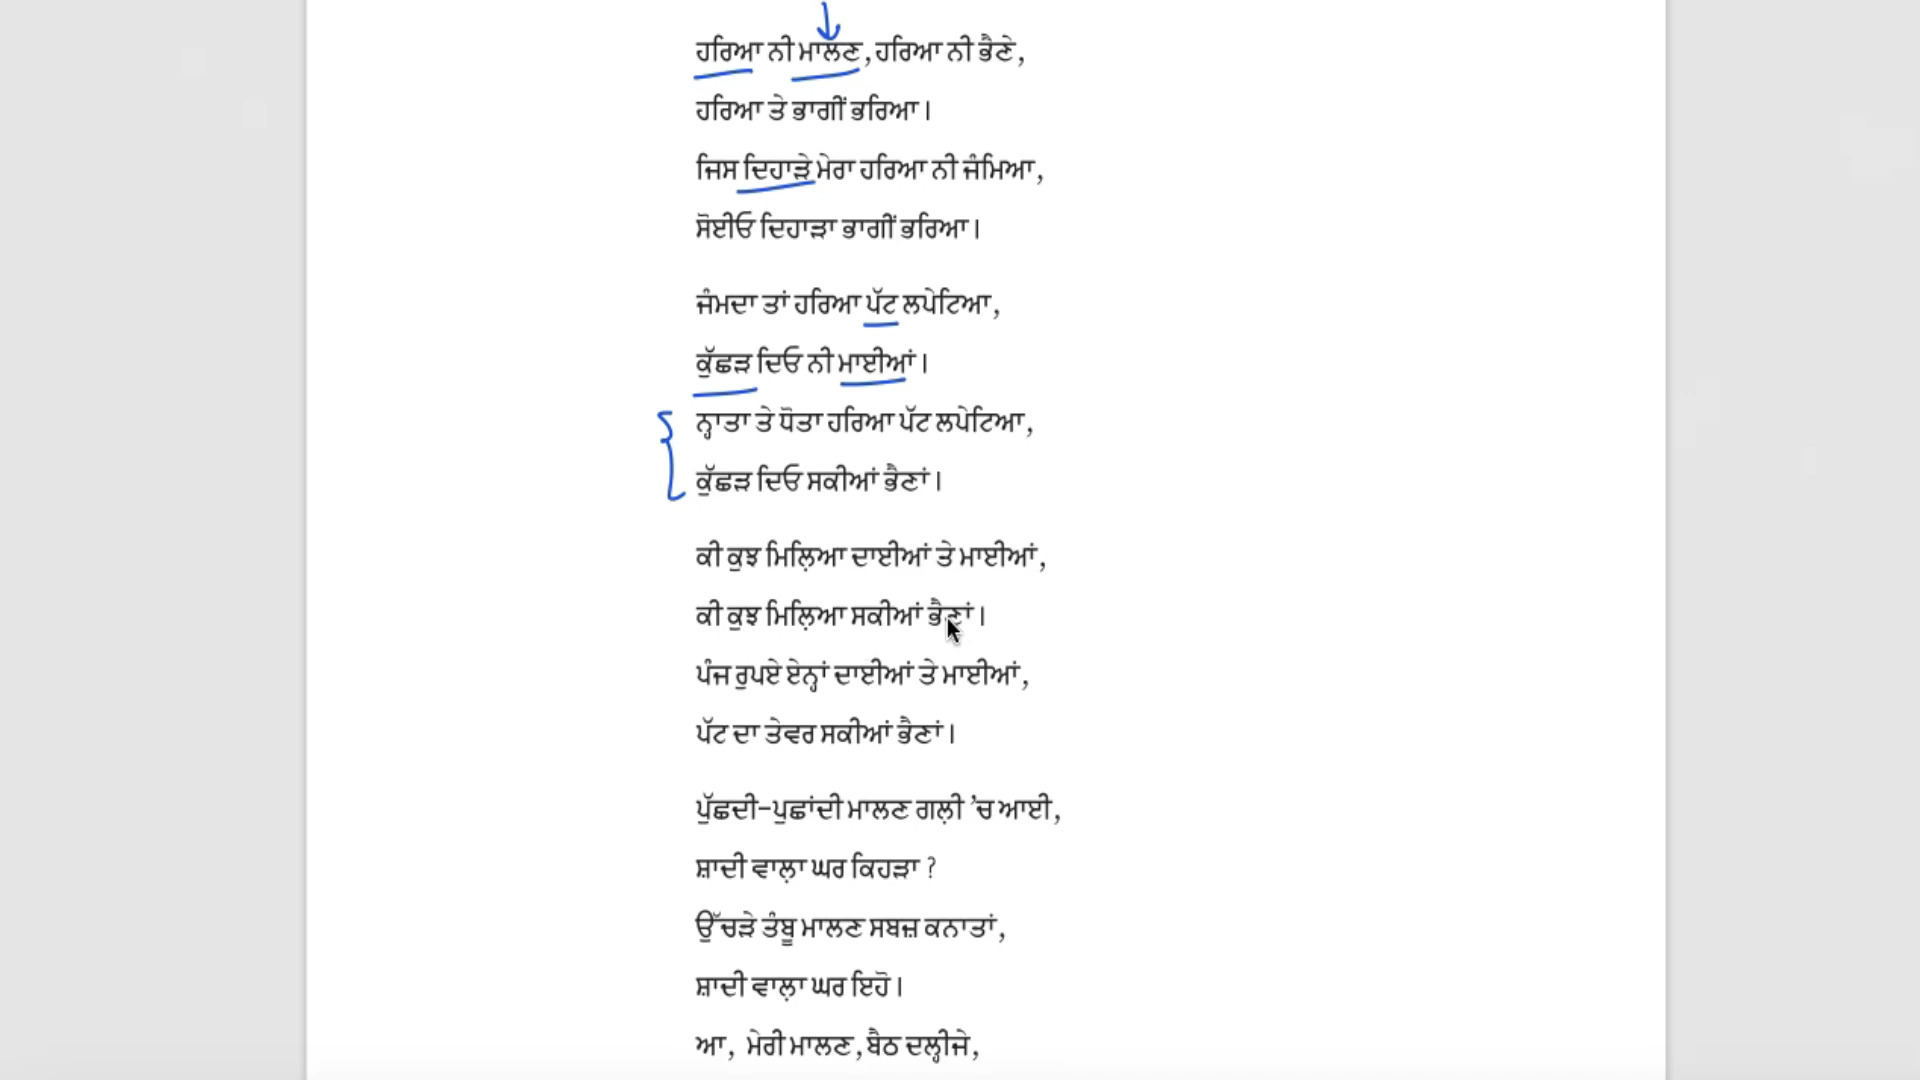 ਹਰਿਆ ਨੀ ਮਾਲਣ, ਹਰਿਆ ਨੀ ਭੈਣੇ,
ਹਰਿਆ ਤੇ ਭਾਗੀਂ ਭਰਿਆ।
ਜਿਸ ਦਿਹਾੜੇ ਮੇਰਾ ਹਰਿਆ ਨੀ ਜੰਮਿਆ,
ਸੋਈਓ ਦਿਹਾੜਾ ਭਾਗੀਂ ਭਰਿਆ।
ਜੰਮਦਾ ਤਾਂ ਹਰਿਆ ਪੱਟ ਲਪੇਟਿਆ,
ਕੁੱਛੜ ਦਿਓ ਨੀ ਮਾਈਆਂ।
ਨ੍ਹਾਤਾ ਤੇ ਧੋਤਾ ਹਰਿਆ ਪੱਟ ਲਪੇਟਿਆ,
ਕੁੱਛੜ ਦਿਓ ਸਕੀਆਂ ਭੈਣਾਂ।
ਕੀ ਕੁਝ ਮਿਲ਼ਿਆ ਦਾਈਆਂ ਤੇ ਮਾਈਆਂ,
ਕੀ ਕੁਝ ਮਿਲ਼ਿਆ ਸਕੀਆਂ ਭੈਣਾਂ।
ਪੰਜ ਰੁਪਏ ਏਨ੍ਹਾਂ ਦਾਈਆਂ ਤੇ ਮਾਈਆਂ,
ਪੱਟ ਦਾ ਤੇਵਰ ਸਕੀਆਂ ਭੈਣਾਂ।
ਪੁੱਛਦੀ-ਪੁਛਾਂਦੀ ਮਾਲਣ ਗਲ਼ੀ 'ਚ ਆਈ,
ਸ਼ਾਦੀ ਵਾਲ਼ਾ ਘਰ ਕਿਹੜਾ ?
ਉੱਚੜੇ ਤੰਬੂ ਮਾਲਣ ਸਬਜ਼ ਕਨਾਤਾਂ,
ਸ਼ਾਦੀ ਵਾਲ਼ਾ ਘਰ ਇਹੋ।
ਆ, ਮੇਰੀ ਮਾਲਣ, ਬੈਠ ਦਲ੍ਹੀਜੇ,